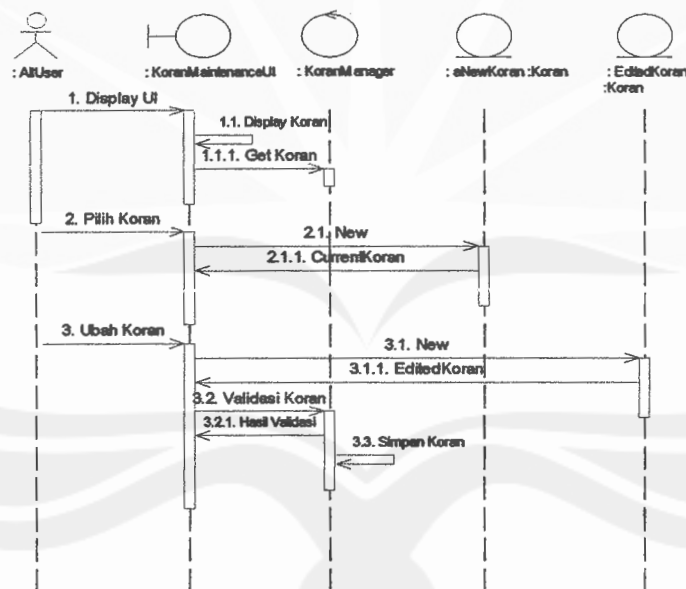 : AllUser
: KoranMaintenanceUI
: KoranManager
: aNewKoran :Koran
: EditedKoran
:Koran
1. Display UI
1.1. Display Koran
1.1.1. Get Koran
2. Pilih Koran
2.1. New
2.1.1. CurrentKoran
3. Ubah Koran
3.1. New
3.1.1. EditedKoran
3.2. Validasi Koran
3.2.1. Hasil Validasi
3.3. Simpan Koran